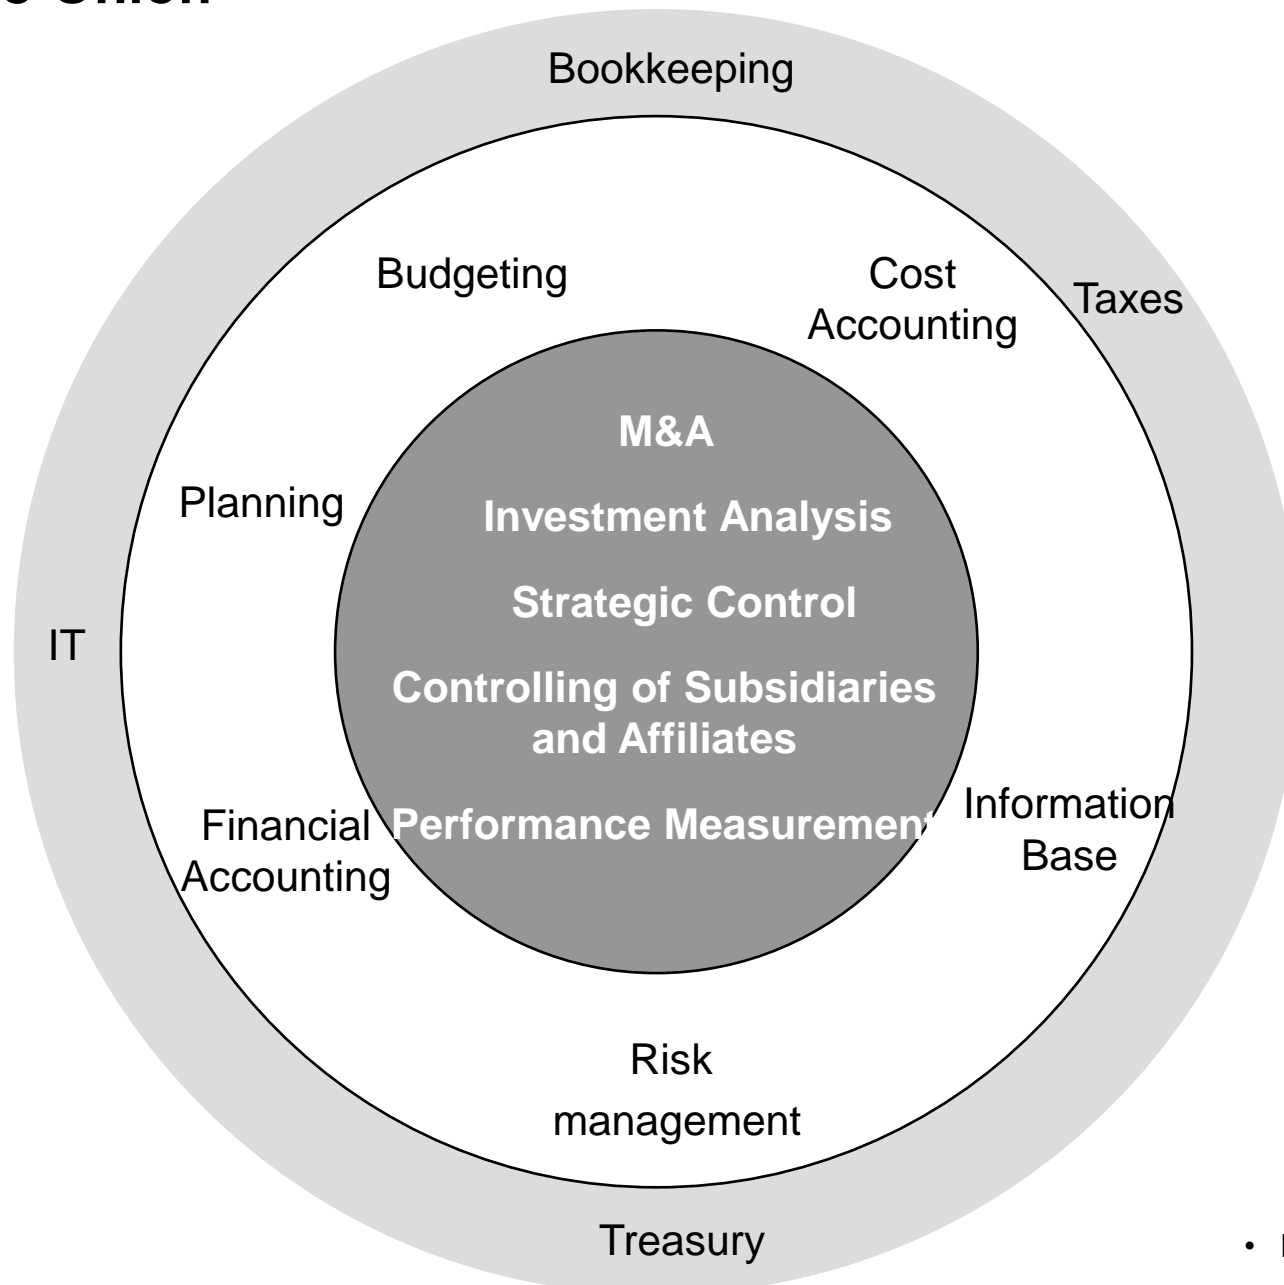 Bookkeeping
Budgeting
Cost
Accounting
Taxes
M&A
Planning
Investment Analysis
Strategic Control
IT
Controlling of Subsidiaries
and Affiliates
Financial
Accounting
Performance Measurement
Information
Base
Risk
management
Treasury